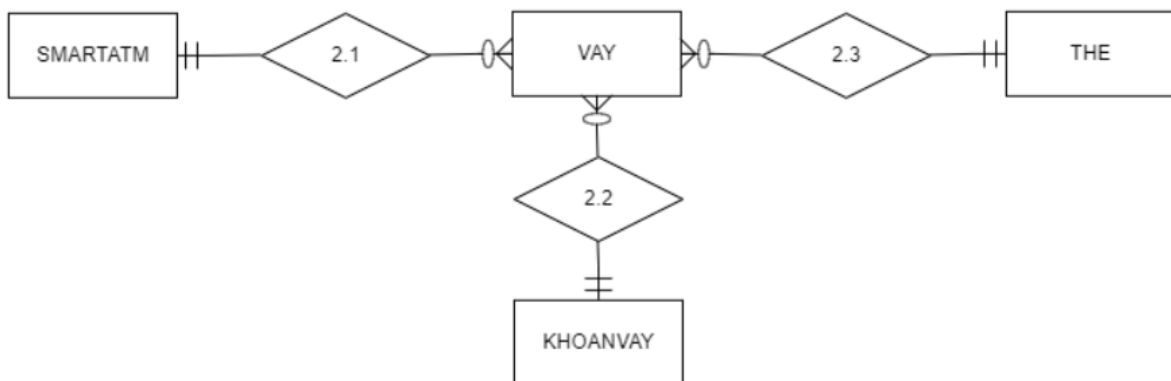 SMARTATM
2.1
VAY
2.3
THE
2.2
KHOANVAY